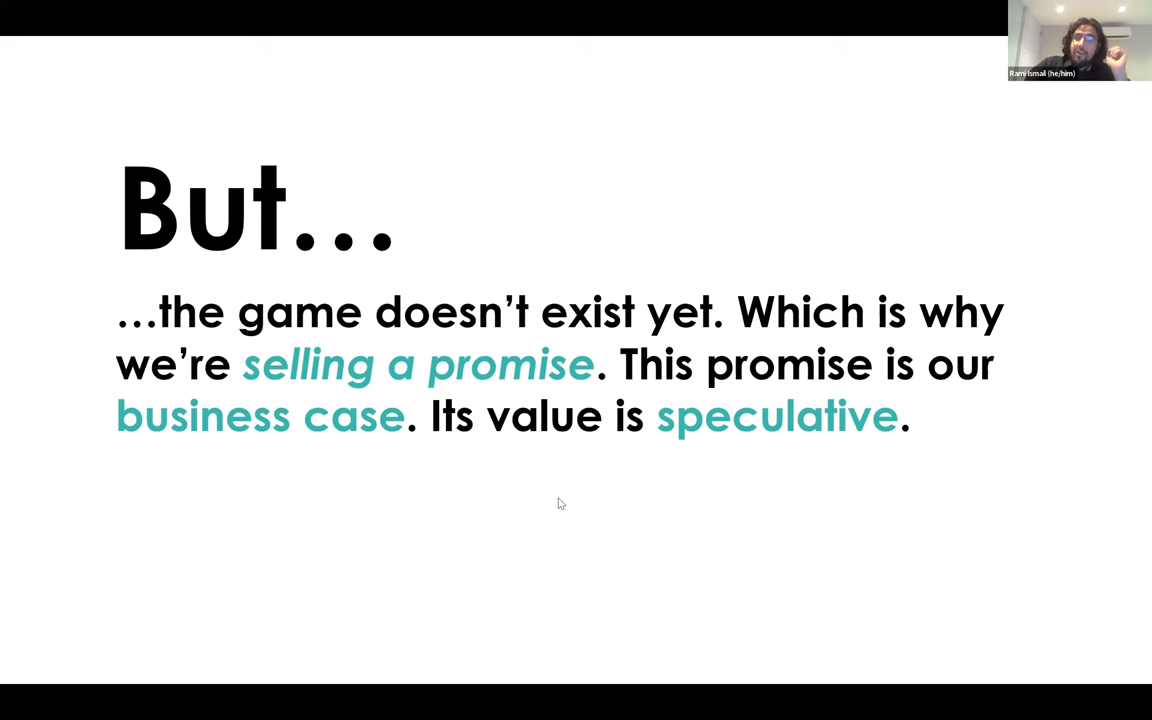 Rami Ismail (he/him)
But…
…the game doesn’t exist yet. Which is why
we’re selling a promise. This promise is our
business case. Its value is speculative.